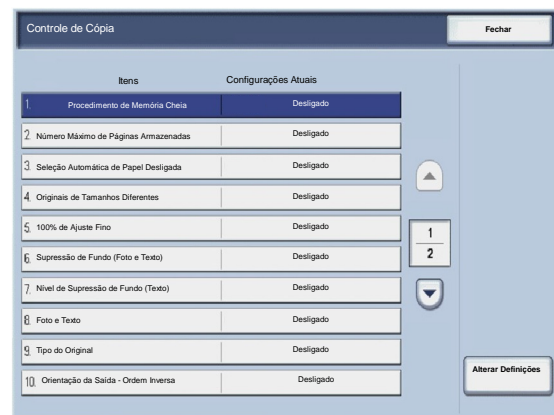 Controle de Cópia
Fechar
Itens Configurações Atuais
1. Procedimento de Memória Cheia Desligado
2. Número Máximo de Páginas Armazenadas Desligado
3. Seleção Automática de Papel Desligada Desligado
4. Originais de Tamanhos Diferentes Desligado
5. 100% de Ajuste Fino Desligado
6. Supressão de Fundo (Foto e Texto) Desligado
7. Nível de Supressão de Fundo (Texto) Desligado
8. Foto e Texto Desligado
9. Tipo do Original Desligado
10. Orientação da Saída - Ordem Inversa Desligado
1
2
Alterar Definições